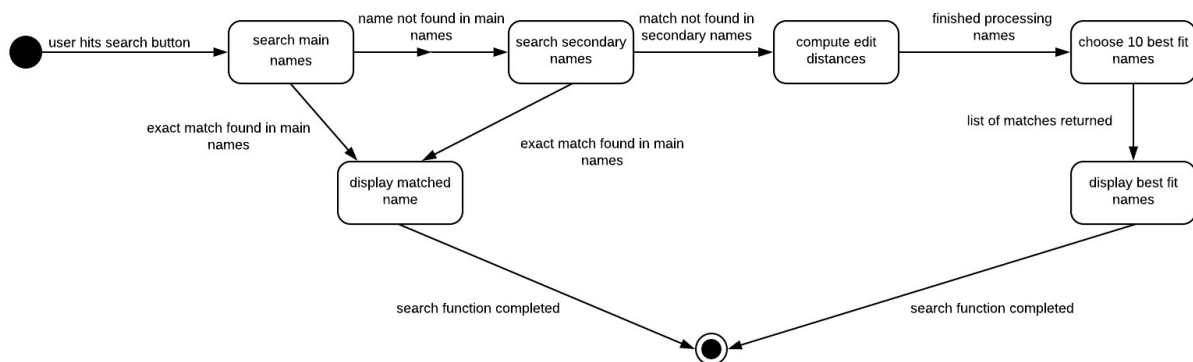 user hits search button
search main
names
name not found in main
names
search secondary
names
match not found in
secondary names
compute edit
distances
finished processing
names
choose 10 best fit
names
exact match found in main
names
exact match found in main
names
list of matches returned
display matched
name
display best fit
names
search function completed
search function completed